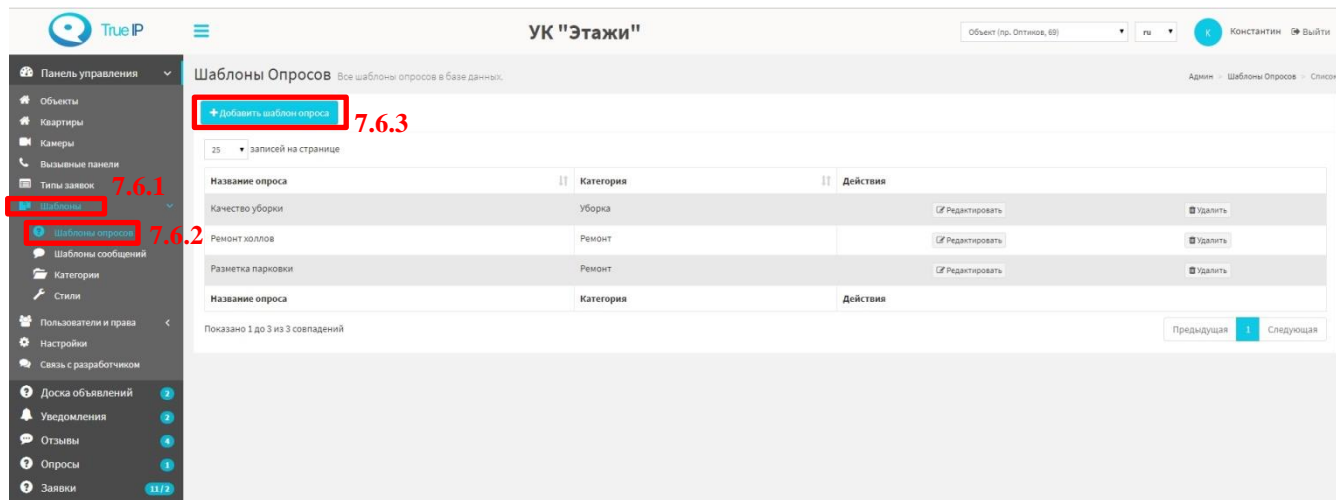 True IP
УК "Этажи"
Объект (пр. Оптиков, 69)
ru
К
Константин
Выйти
Панель управления
Объекты
Квартиры
Камеры
Вызывные панели
Типы заявок
7.6.1
Шаблоны
Шаблоны опросов
7.6.2
Шаблоны сообщений
Категории
Стили
Пользователи и права
Настройки
Связь с разработчиком
Доска объявлений 2
Уведомления 2
Отзывы 4
Опросы 1
Заявки 11 / 2
Шаблоны Опросов Все шаблоны опросов в базе данных.
Админ > Шаблоны Опросов > Список
+ Добавить шаблон опроса
7.6.3
25 записей на странице
Название опроса Категория Действия
Качество уборки Уборка Редактировать Удалить
Ремонт холлов Ремонт Редактировать Удалить
Разметка парковки Ремонт Редактировать Удалить
Название опроса Категория Действия
Показано 1 до 3 из 3 совпадений
Предыдущая 1 Следующая